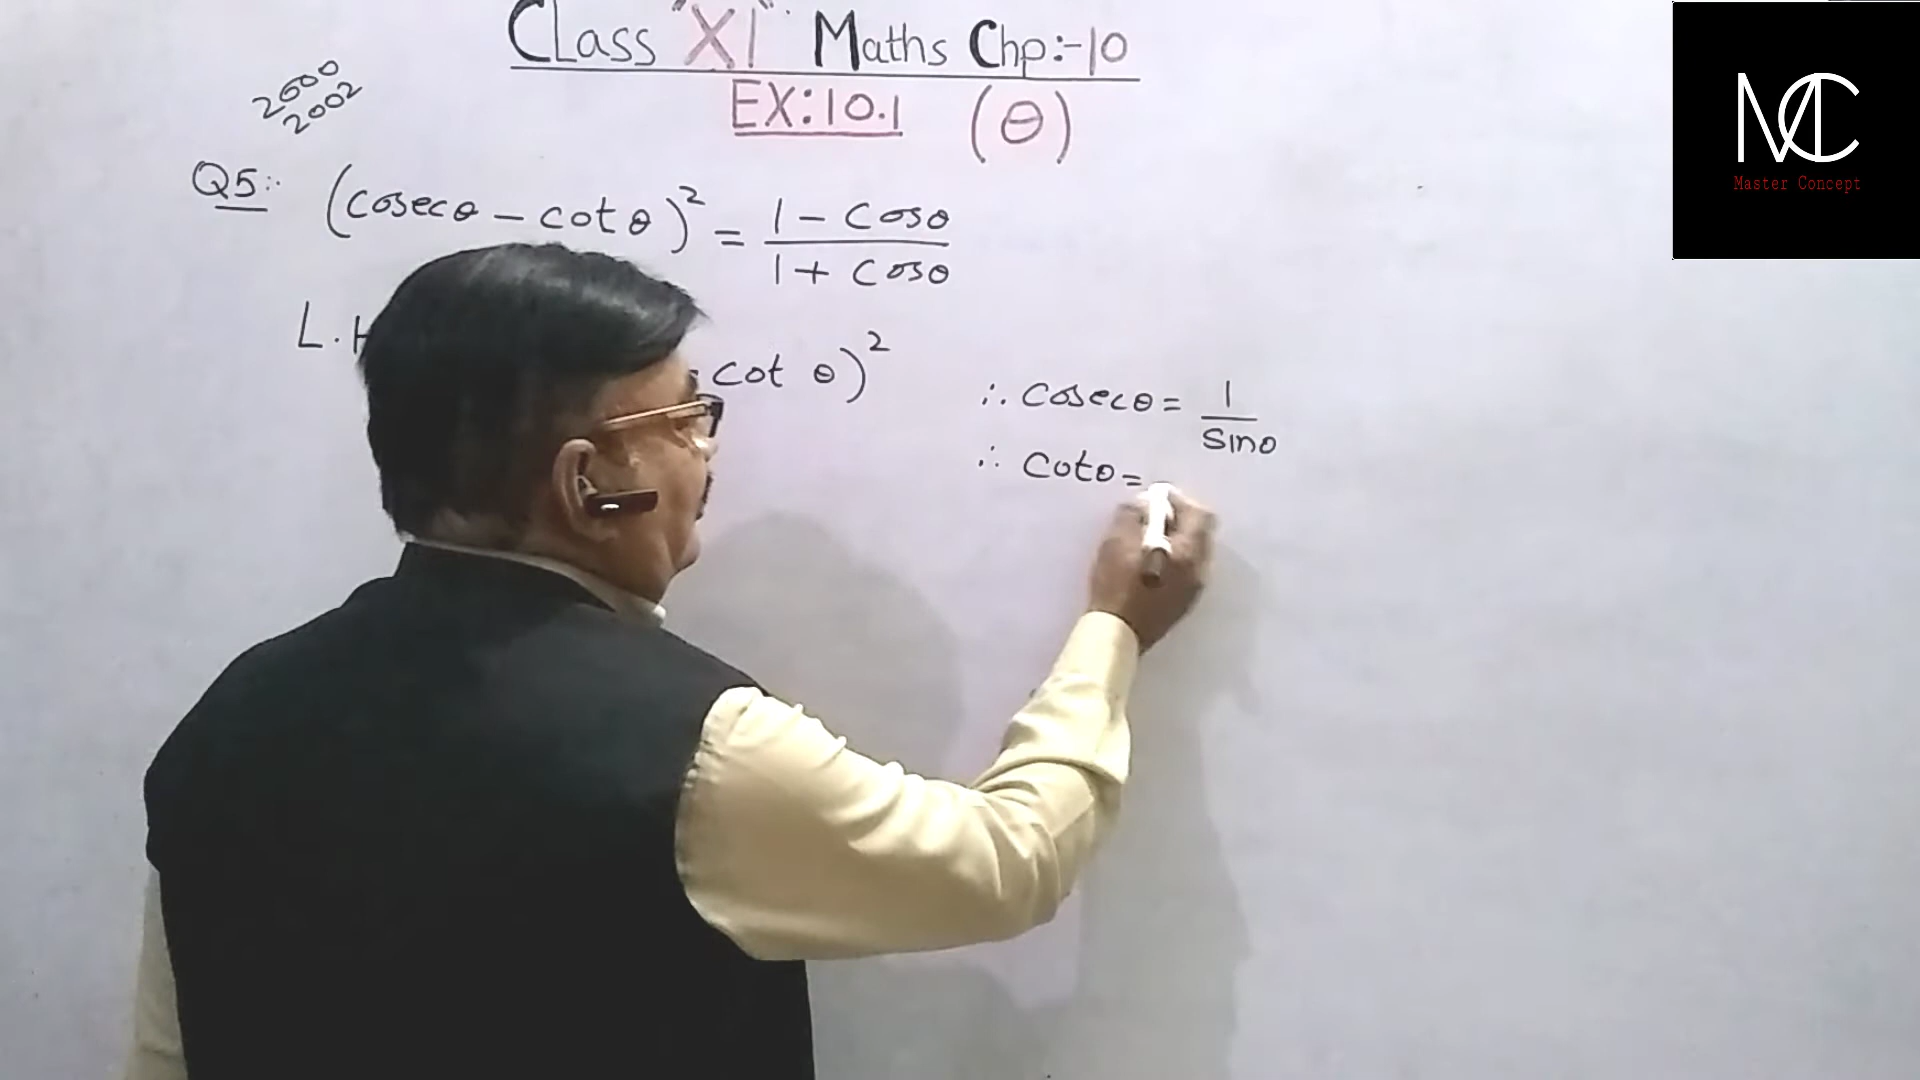 Class "XI" Maths Chp:-10
EX:10.1 (θ)
2000
2002
Q5:- (cosecθ - cotθ)² = 1 - cosθ / 1 + cosθ
L.H
cot θ)²
∴ cosecθ = 1 / sinθ
∴ cotθ =
MC
Master Concept